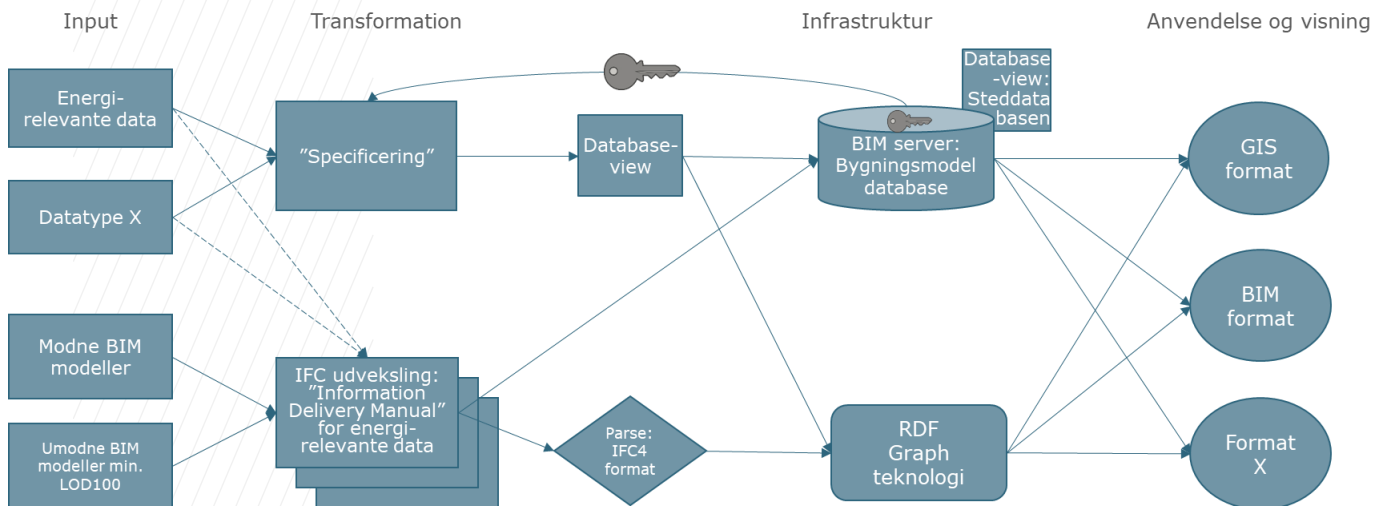 Input
Transformation
Infrastruktur
Anvendelse og visning
Energi-
relevante data
Datatype X
Modne BIM
modeller
Umodne BIM
modeller min.
LOD100
"Specificering"
IFC udveksling:
"Information
Delivery Manual"
for energi-
relevante data
Database-
view
Parse:
IFC4
format
Database
-view:
Steddata
basen
BIM server:
Bygningsmodel
database
RDF
Graph
teknologi
GIS
format
BIM
format
Format
X